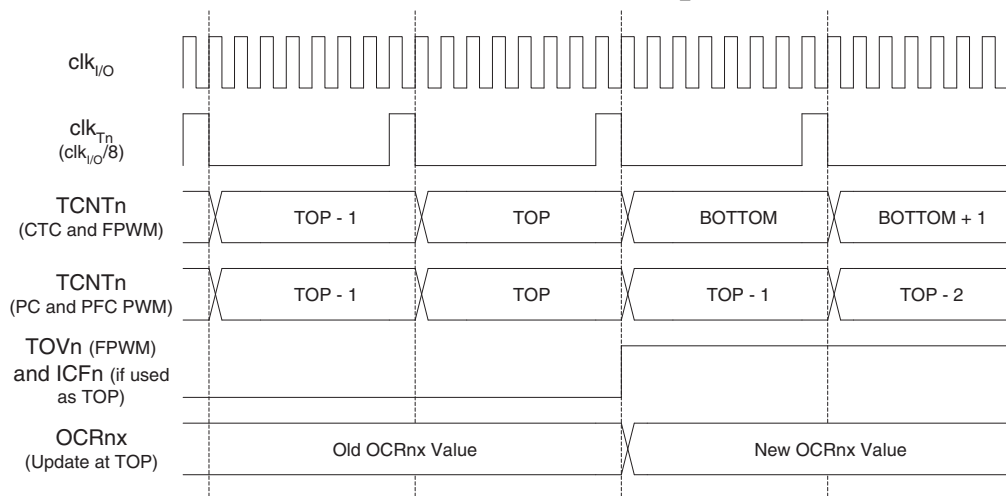 clkI/O
clkTn
(clkI/O/8)
TCNTn
(CTC and FPWM)
TOP - 1
TOP
BOTTOM
BOTTOM + 1
TCNTn
(PC and PFC PWM)
TOP - 1
TOP
TOP - 1
TOP - 2
TOVn (FPWM)
and ICFn (if used
as TOP)
OCRnx
(Update at TOP)
Old OCRnx Value
New OCRnx Value